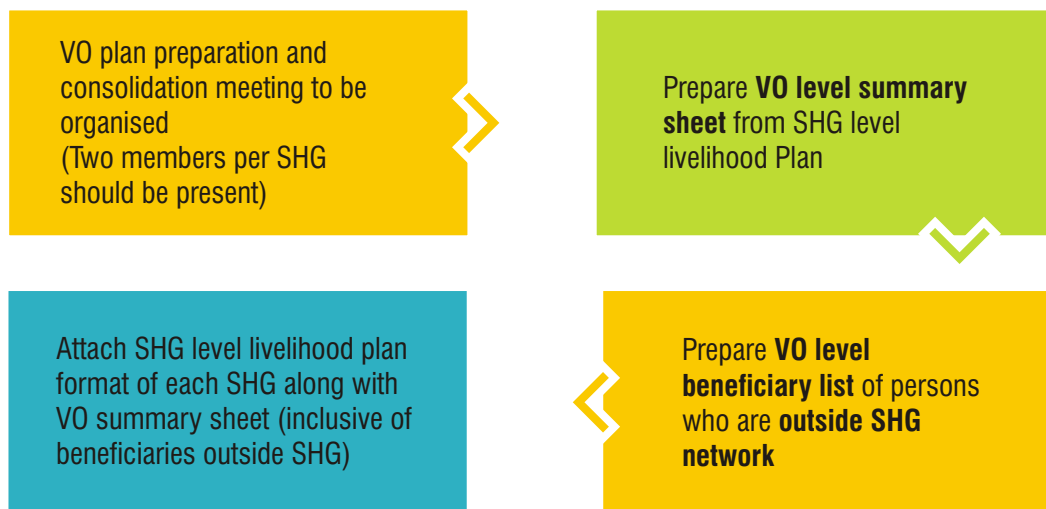 VO plan preparation and
consolidation meeting to be
organised
(Two members per SHG
should be present)
Prepare VO level summary
sheet from SHG level
livelihood Plan
Prepare VO level
beneficiary list of persons
who are outside SHG
network
Attach SHG level livelihood plan
format of each SHG along with
VO summary sheet (inclusive of
beneficiaries outside SHG)